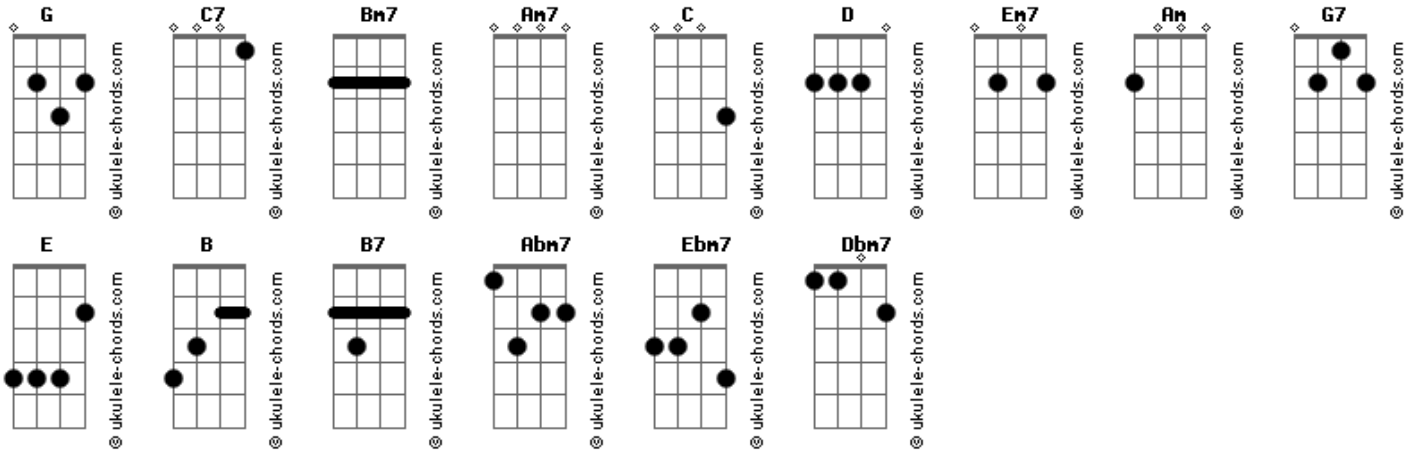 G C7 Bm7 Am7 C D Em7 Am G7
© ukulele-chords.com © ukulele-chords.com © ukulele-chords.com © ukulele-chords.com © ukulele-chords.com © ukulele-chords.com © ukulele-chords.com © ukulele-chords.com © ukulele-chords.com
E B B7 Abm7 Ebm7 Dbm7
© ukulele-chords.com © ukulele-chords.com © ukulele-chords.com © ukulele-chords.com © ukulele-chords.com © ukulele-chords.com